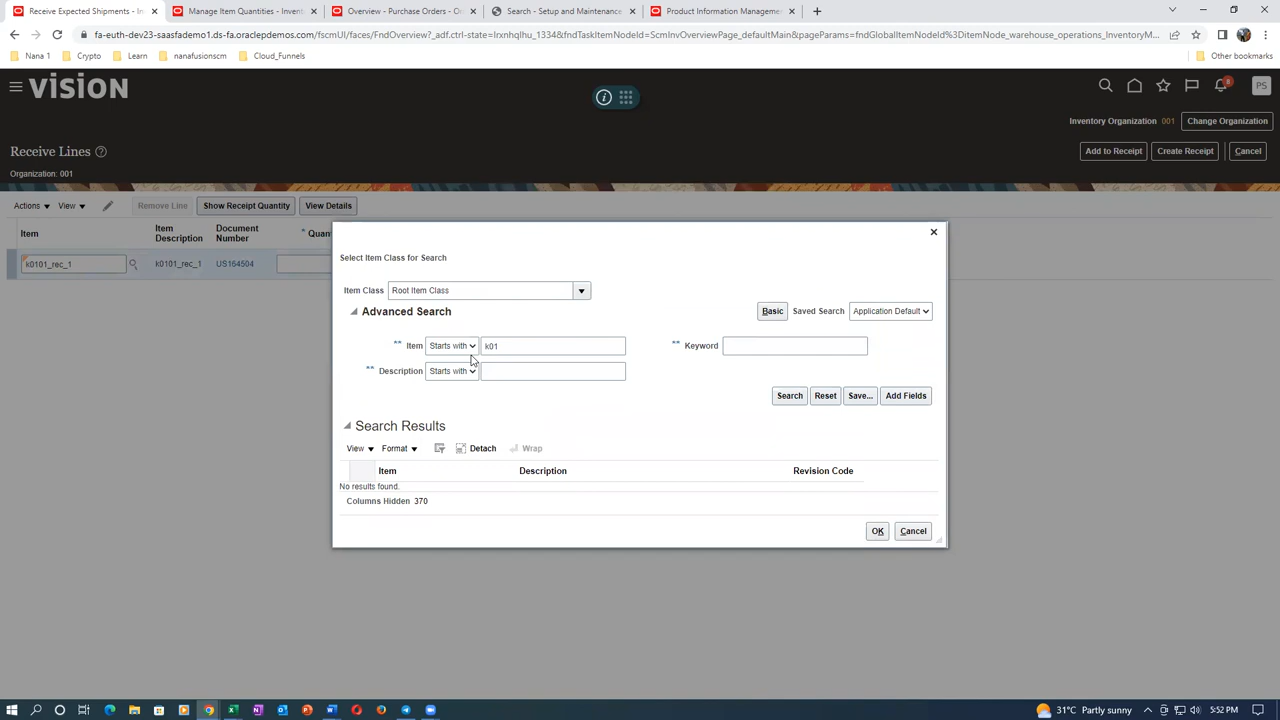 Receive Expected Shipments - In
Manage Item Quantities - Invent
Overview - Purchase Orders - O
Search - Setup and Maintenance
Product Information Managemen
fa-euth-dev23-saasfademo1.ds-fa.oraclepdemos.com/fscmUI/faces/FndOverview?_adf.ctrl-state=lrxnhqlhu_1334&fndTaskItemNodeId=ScmInvOverviewPage_defaultMain&pageParams=fndGlobalItemNodeId%3DitemNode_warehouse_operations_InventoryM...
Nana 1
Crypto
Learn
nanafusionscm
Cloud_Funnels
Other bookmarks
VISION
8
PS
Inventory Organization 001
Change Organization
Receive Lines
Add to Receipt
Create Receipt
Cancel
Organization: 001
Actions
View
Remove Line
Show Receipt Quantity
View Details
Item
Item Description
Document Number
* Quan
k0101_rec_1
k0101_rec_1
US164504
Select Item Class for Search
Item Class Root Item Class
Advanced Search
Basic
Saved Search Application Default
** Item Starts with k01
** Keyword
** Description Starts with
Search
Reset
Save...
Add Fields
Search Results
View
Format
Detach
Wrap
Item
Description
Revision Code
No results found.
Columns Hidden 370
OK
Cancel
31°C Partly sunny
5:52 PM